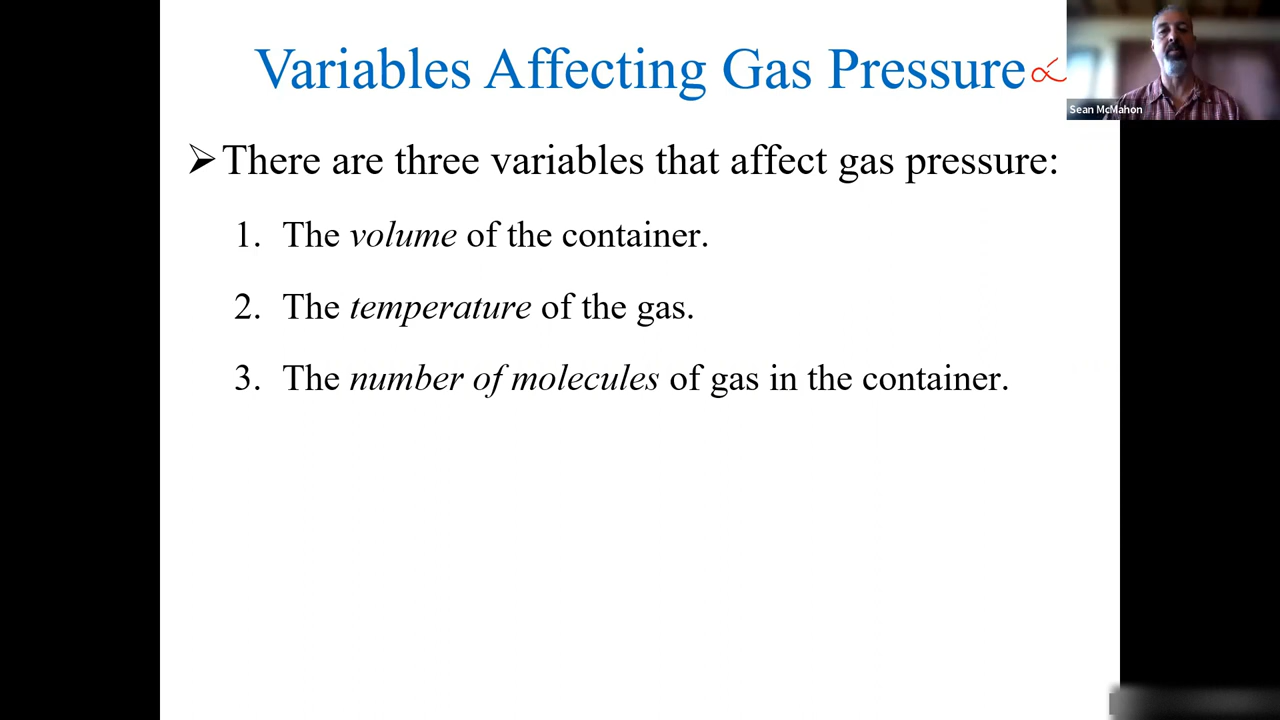 Variables Affecting Gas Pressure ∝
Sean McMahon
➢ There are three variables that affect gas pressure:
1. The volume of the container.
2. The temperature of the gas.
3. The number of molecules of gas in the container.